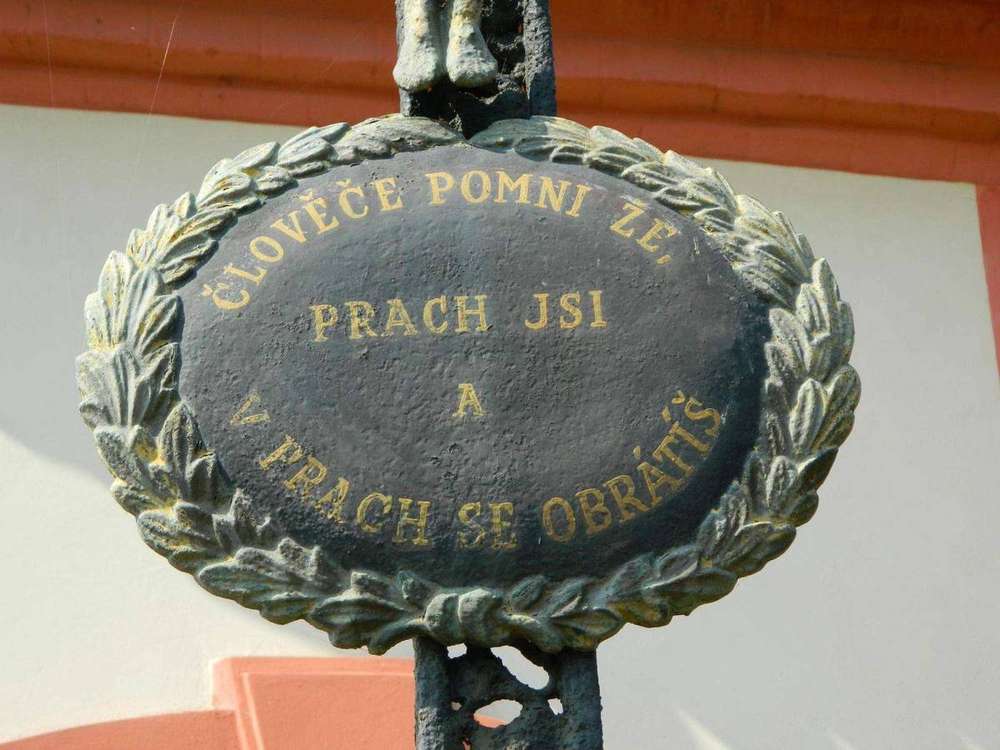 ČLOVĚČE POMNI ŽE,
PRACH JSI
A
V PRACH SE OBRÁTÍŠ